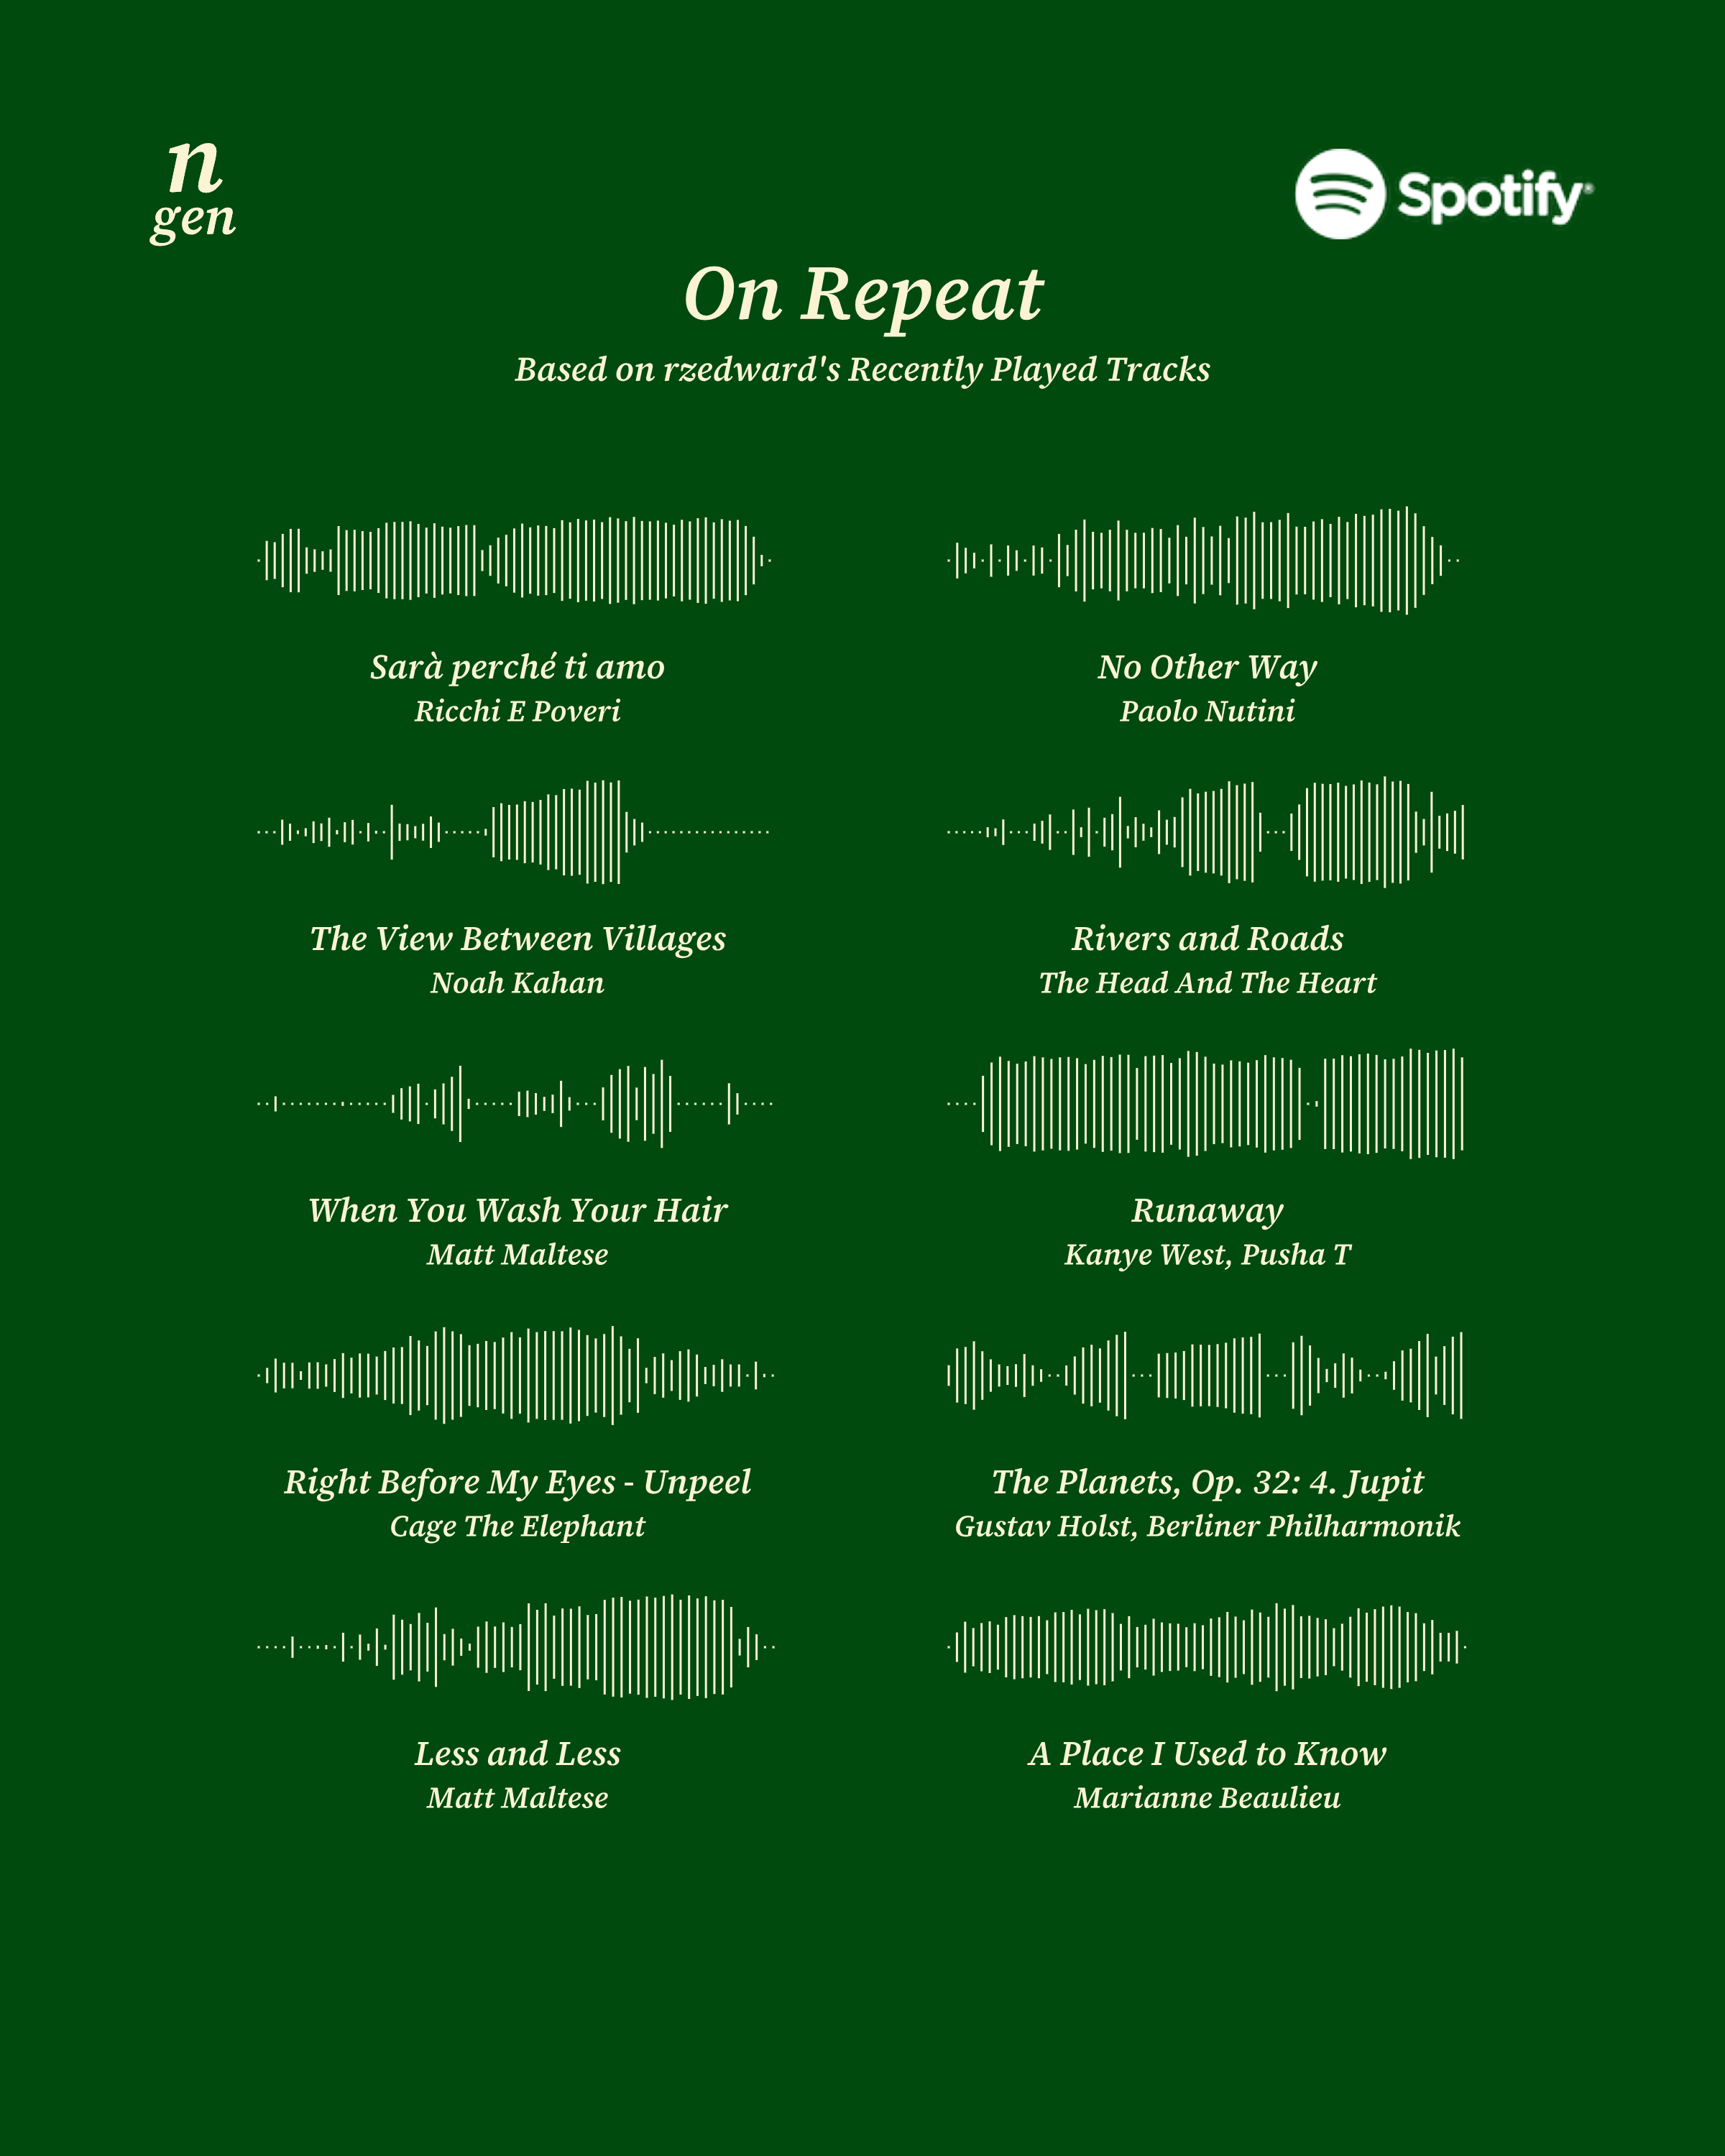 n
gen
Spotify®
On Repeat
Based on rzedward's Recently Played Tracks
Sarà perché ti amo
Ricchi E Poveri
No Other Way
Paolo Nutini
The View Between Villages
Noah Kahan
Rivers and Roads
The Head And The Heart
When You Wash Your Hair
Matt Maltese
Runaway
Kanye West, Pusha T
Right Before My Eyes - Unpeel
Cage The Elephant
The Planets, Op. 32: 4. Jupit
Gustav Holst, Berliner Philharmonik
Less and Less
Matt Maltese
A Place I Used to Know
Marianne Beaulieu